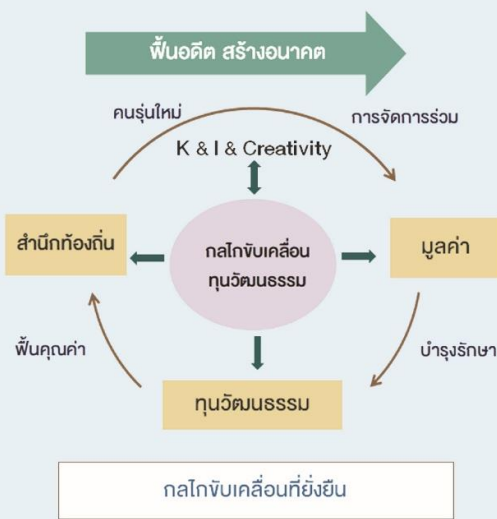 ฟื้นอดีต สร้างอนาคต
คนรุ่นใหม่
การจัดการร่วม
K & I & Creativity
สำนึกท้องถิ่น
กลไกขับเคลื่อน
ทุนวัฒนธรรม
มูลค่า
ฟื้นคุณค่า
บำรุงรักษา
ทุนวัฒนธรรม
กลไกขับเคลื่อนที่ยั่งยืน